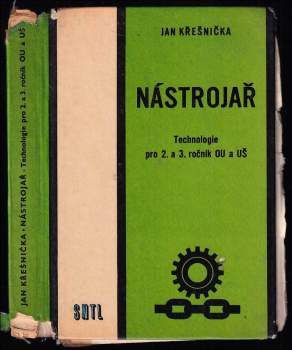 JAN KŘEŠNIČKA • NÁSTROJAŘ • Technologie pro 2. a 3. ročník OU a UŠ
JAN KŘEŠNIČKA
NÁSTROJAŘ
Technologie
pro 2. a 3. ročník OU a UŠ
SNTL